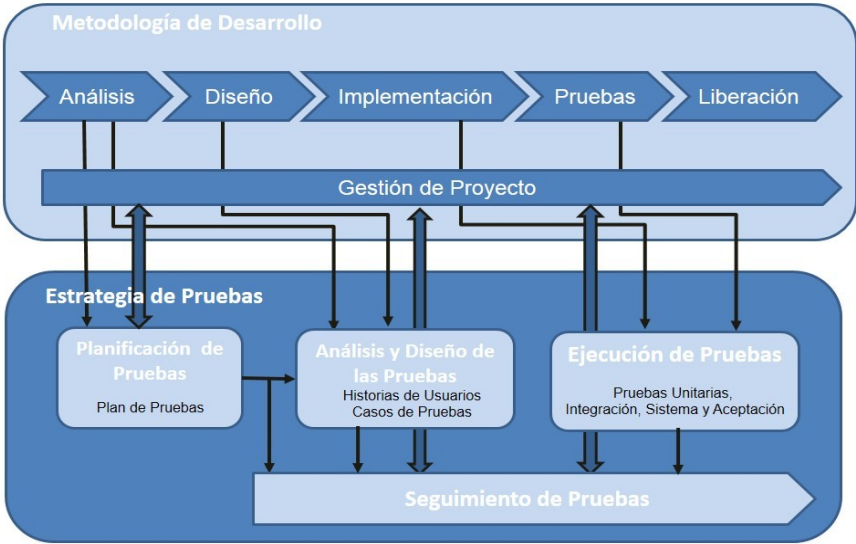 Metodología de Desarrollo
Análisis
Diseño
Implementación
Pruebas
Liberación
Gestión de Proyecto
Estrategia de Pruebas
Planificación de
Pruebas
Plan de Pruebas
Análisis y Diseño de
las Pruebas
Historias de Usuarios
Casos de Pruebas
Ejecución de Pruebas
Pruebas Unitarias,
Integración, Sistema y Aceptación
Seguimiento de Pruebas